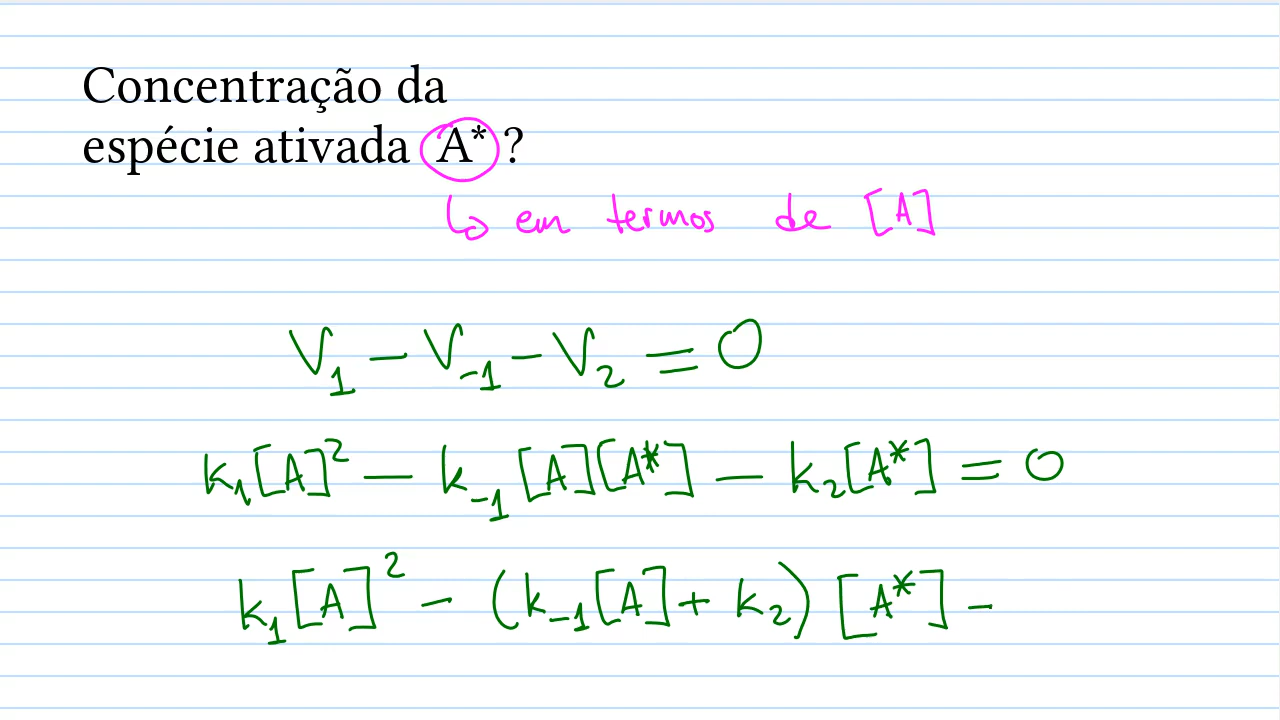 Concentração da
espécie ativada A* ?
↳ em termos de [A]
V₁ − V₋₁ − V₂ = 0
k₁[A]² − k₋₁[A][A*] − k₂[A*] = 0
k₁[A]² − (k₋₁[A] + k₂) [A*] −